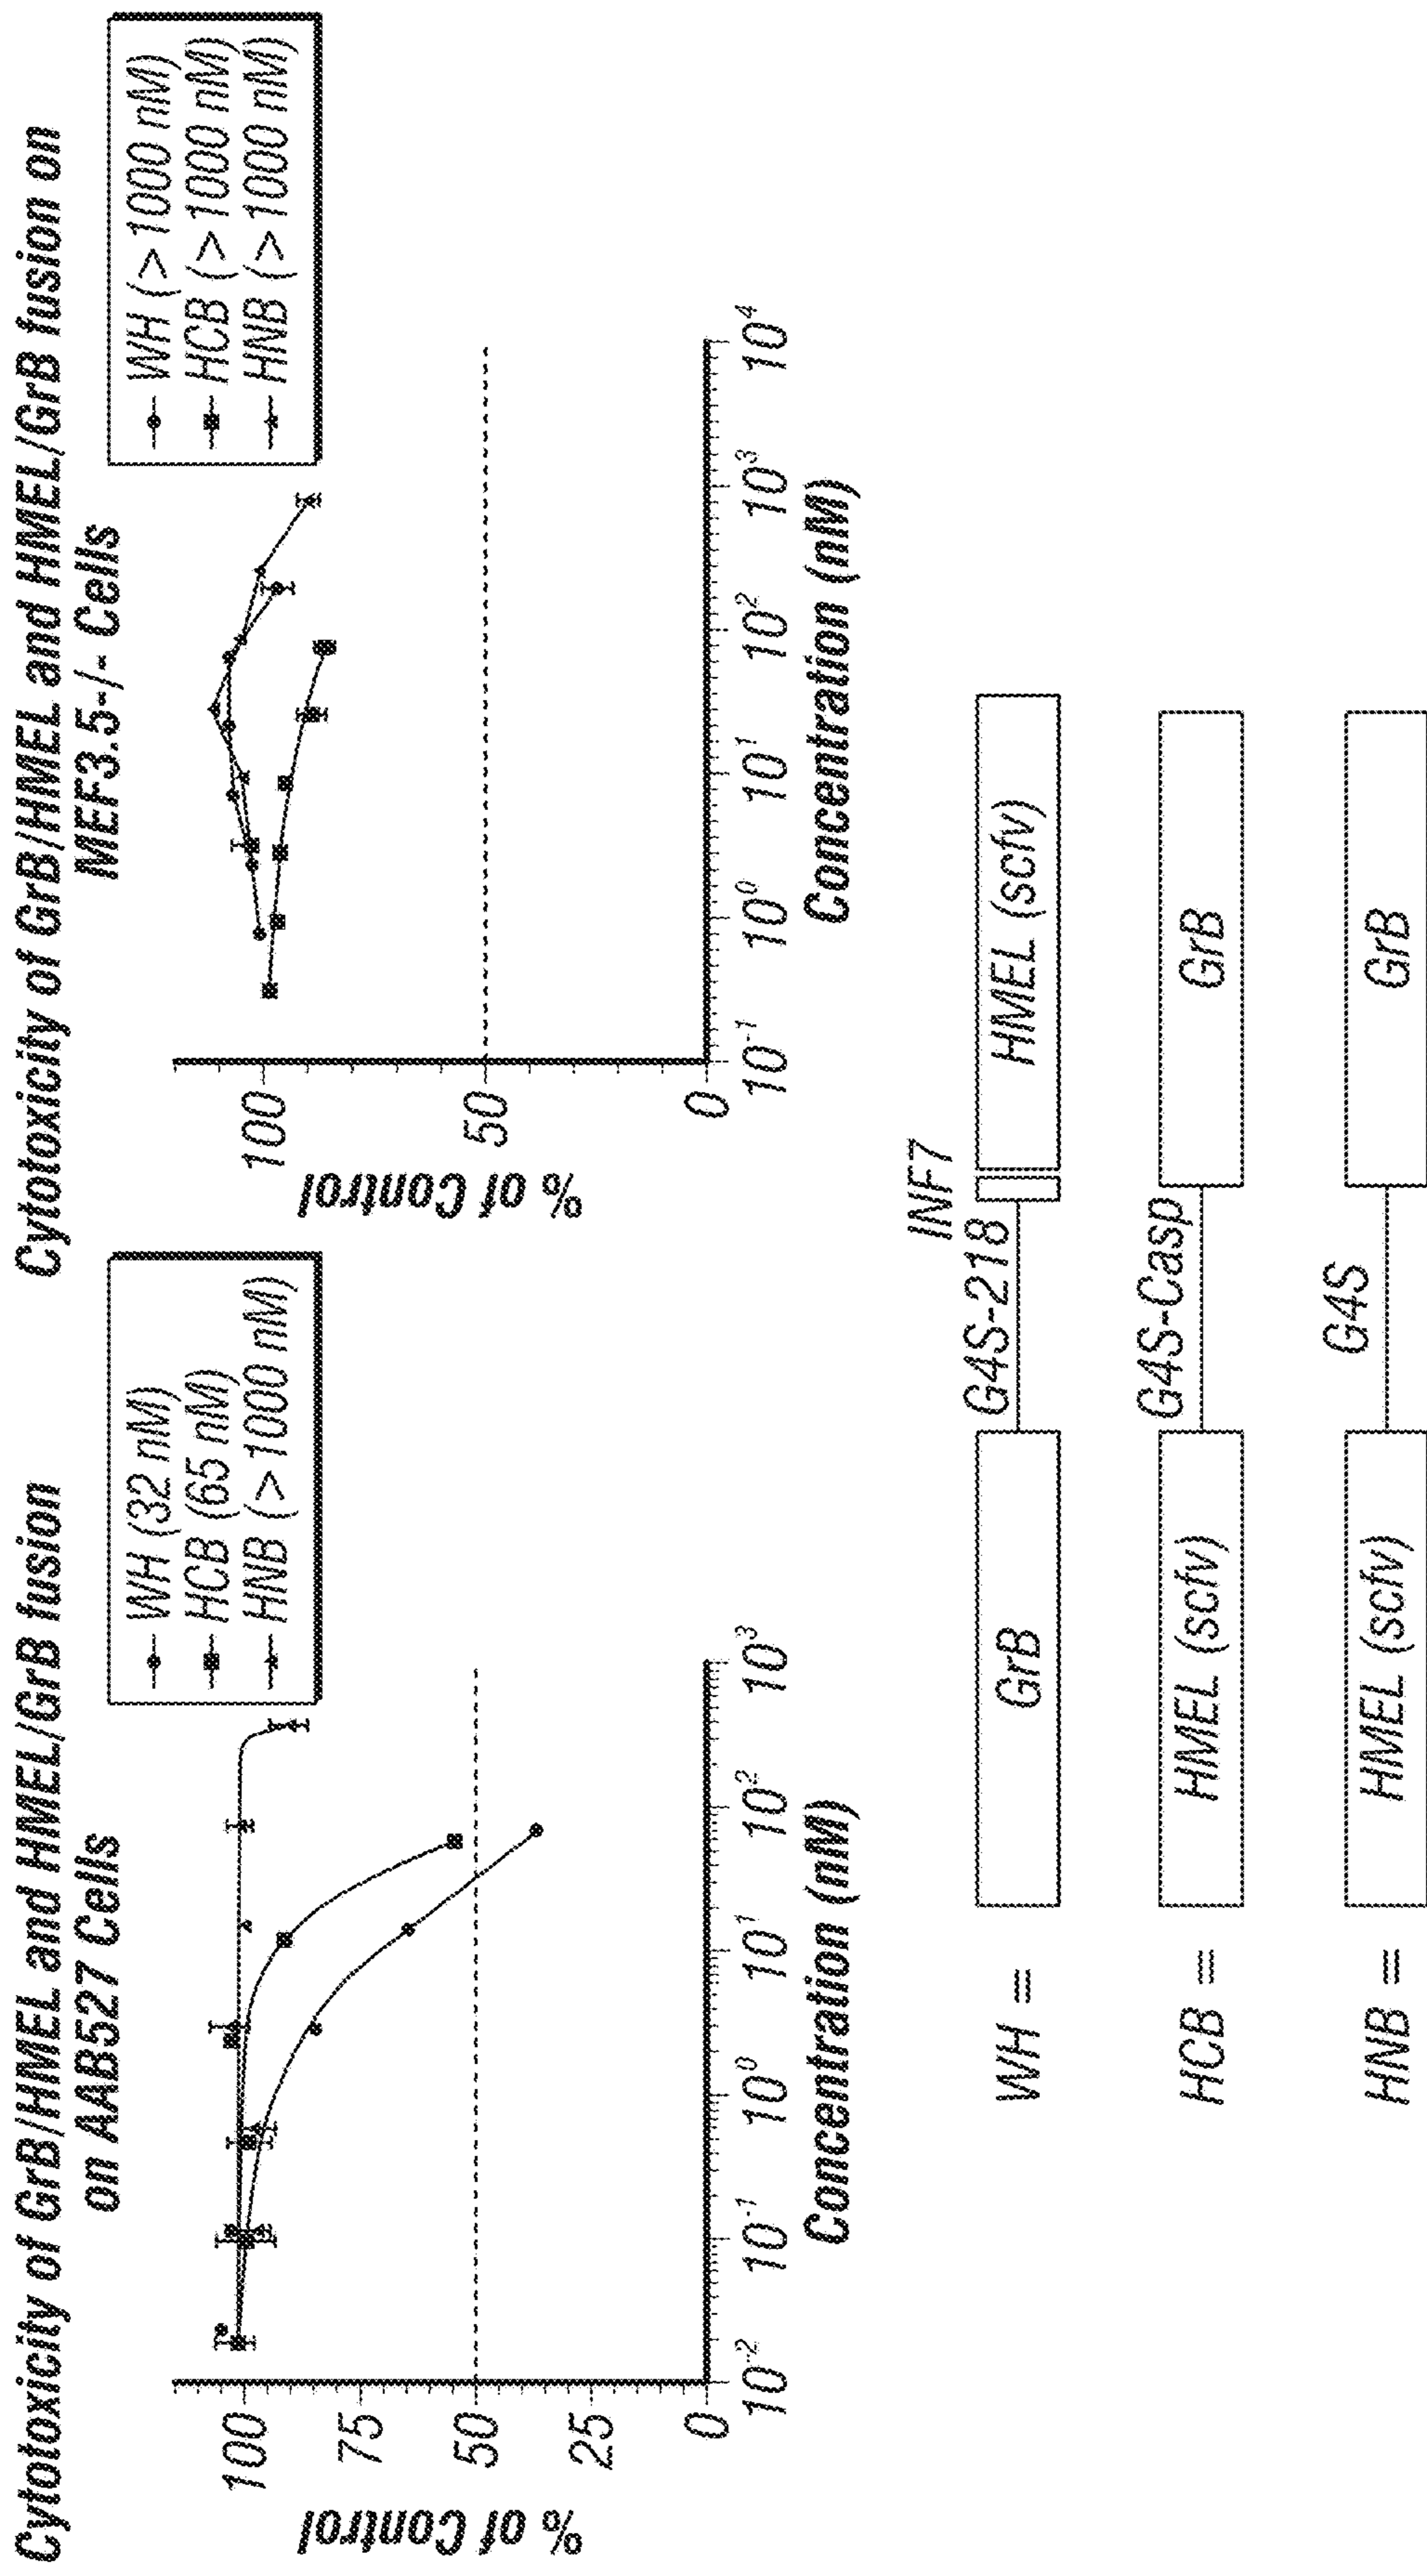 Cytotoxicity of GrB/HMEL and HMEL/GrB fusion
on AAB527 Cells
WH (32 nM)
HCB (65 nM)
HNB (>1000 nM)
% of Control
100
75
50
25
0
10-2
10-1
100
101
102
103
Concentration (nM)
Cytotoxicity of GrB/HMEL and HMEL/GrB fusion on
MEF3.5-/- Cells
WH (>1000 nM)
HCB (>1000 nM)
HNB (>1000 nM)
% of Control
100
50
0
10-1
100
101
102
103
104
Concentration (nM)
WH =
GrB
G4S-218
INF7
HMEL (scfv)
HCB =
HMEL (scfv)
G4S-Casp
GrB
HNB =
HMEL (scfv)
G4S
GrB